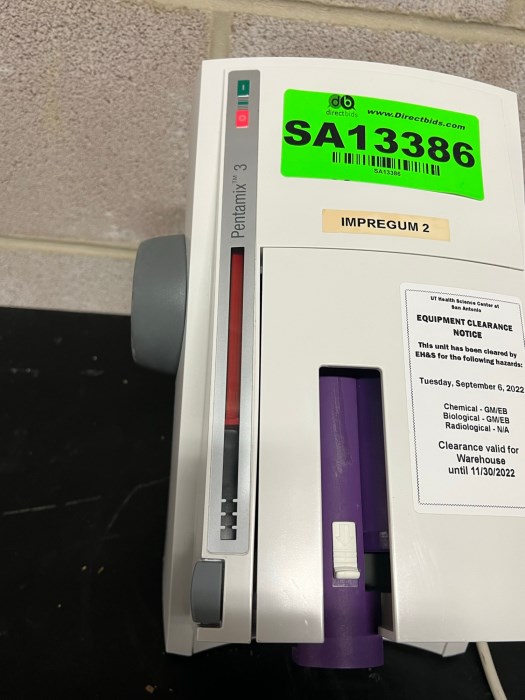 db
directbids
www.Directbids.com
SA13386
SA13386
Pentamix™ 3
IMPREGUM 2
UT Health Science Center at
San Antonio
EQUIPMENT CLEARANCE
NOTICE
This unit has been cleared by
EH&S for the following hazards:
Tuesday, September 6, 2022
Chemical - GM/EB
Biological - GM/EB
Radiological - N/A
Clearance valid for
Warehouse
until 11/30/2022